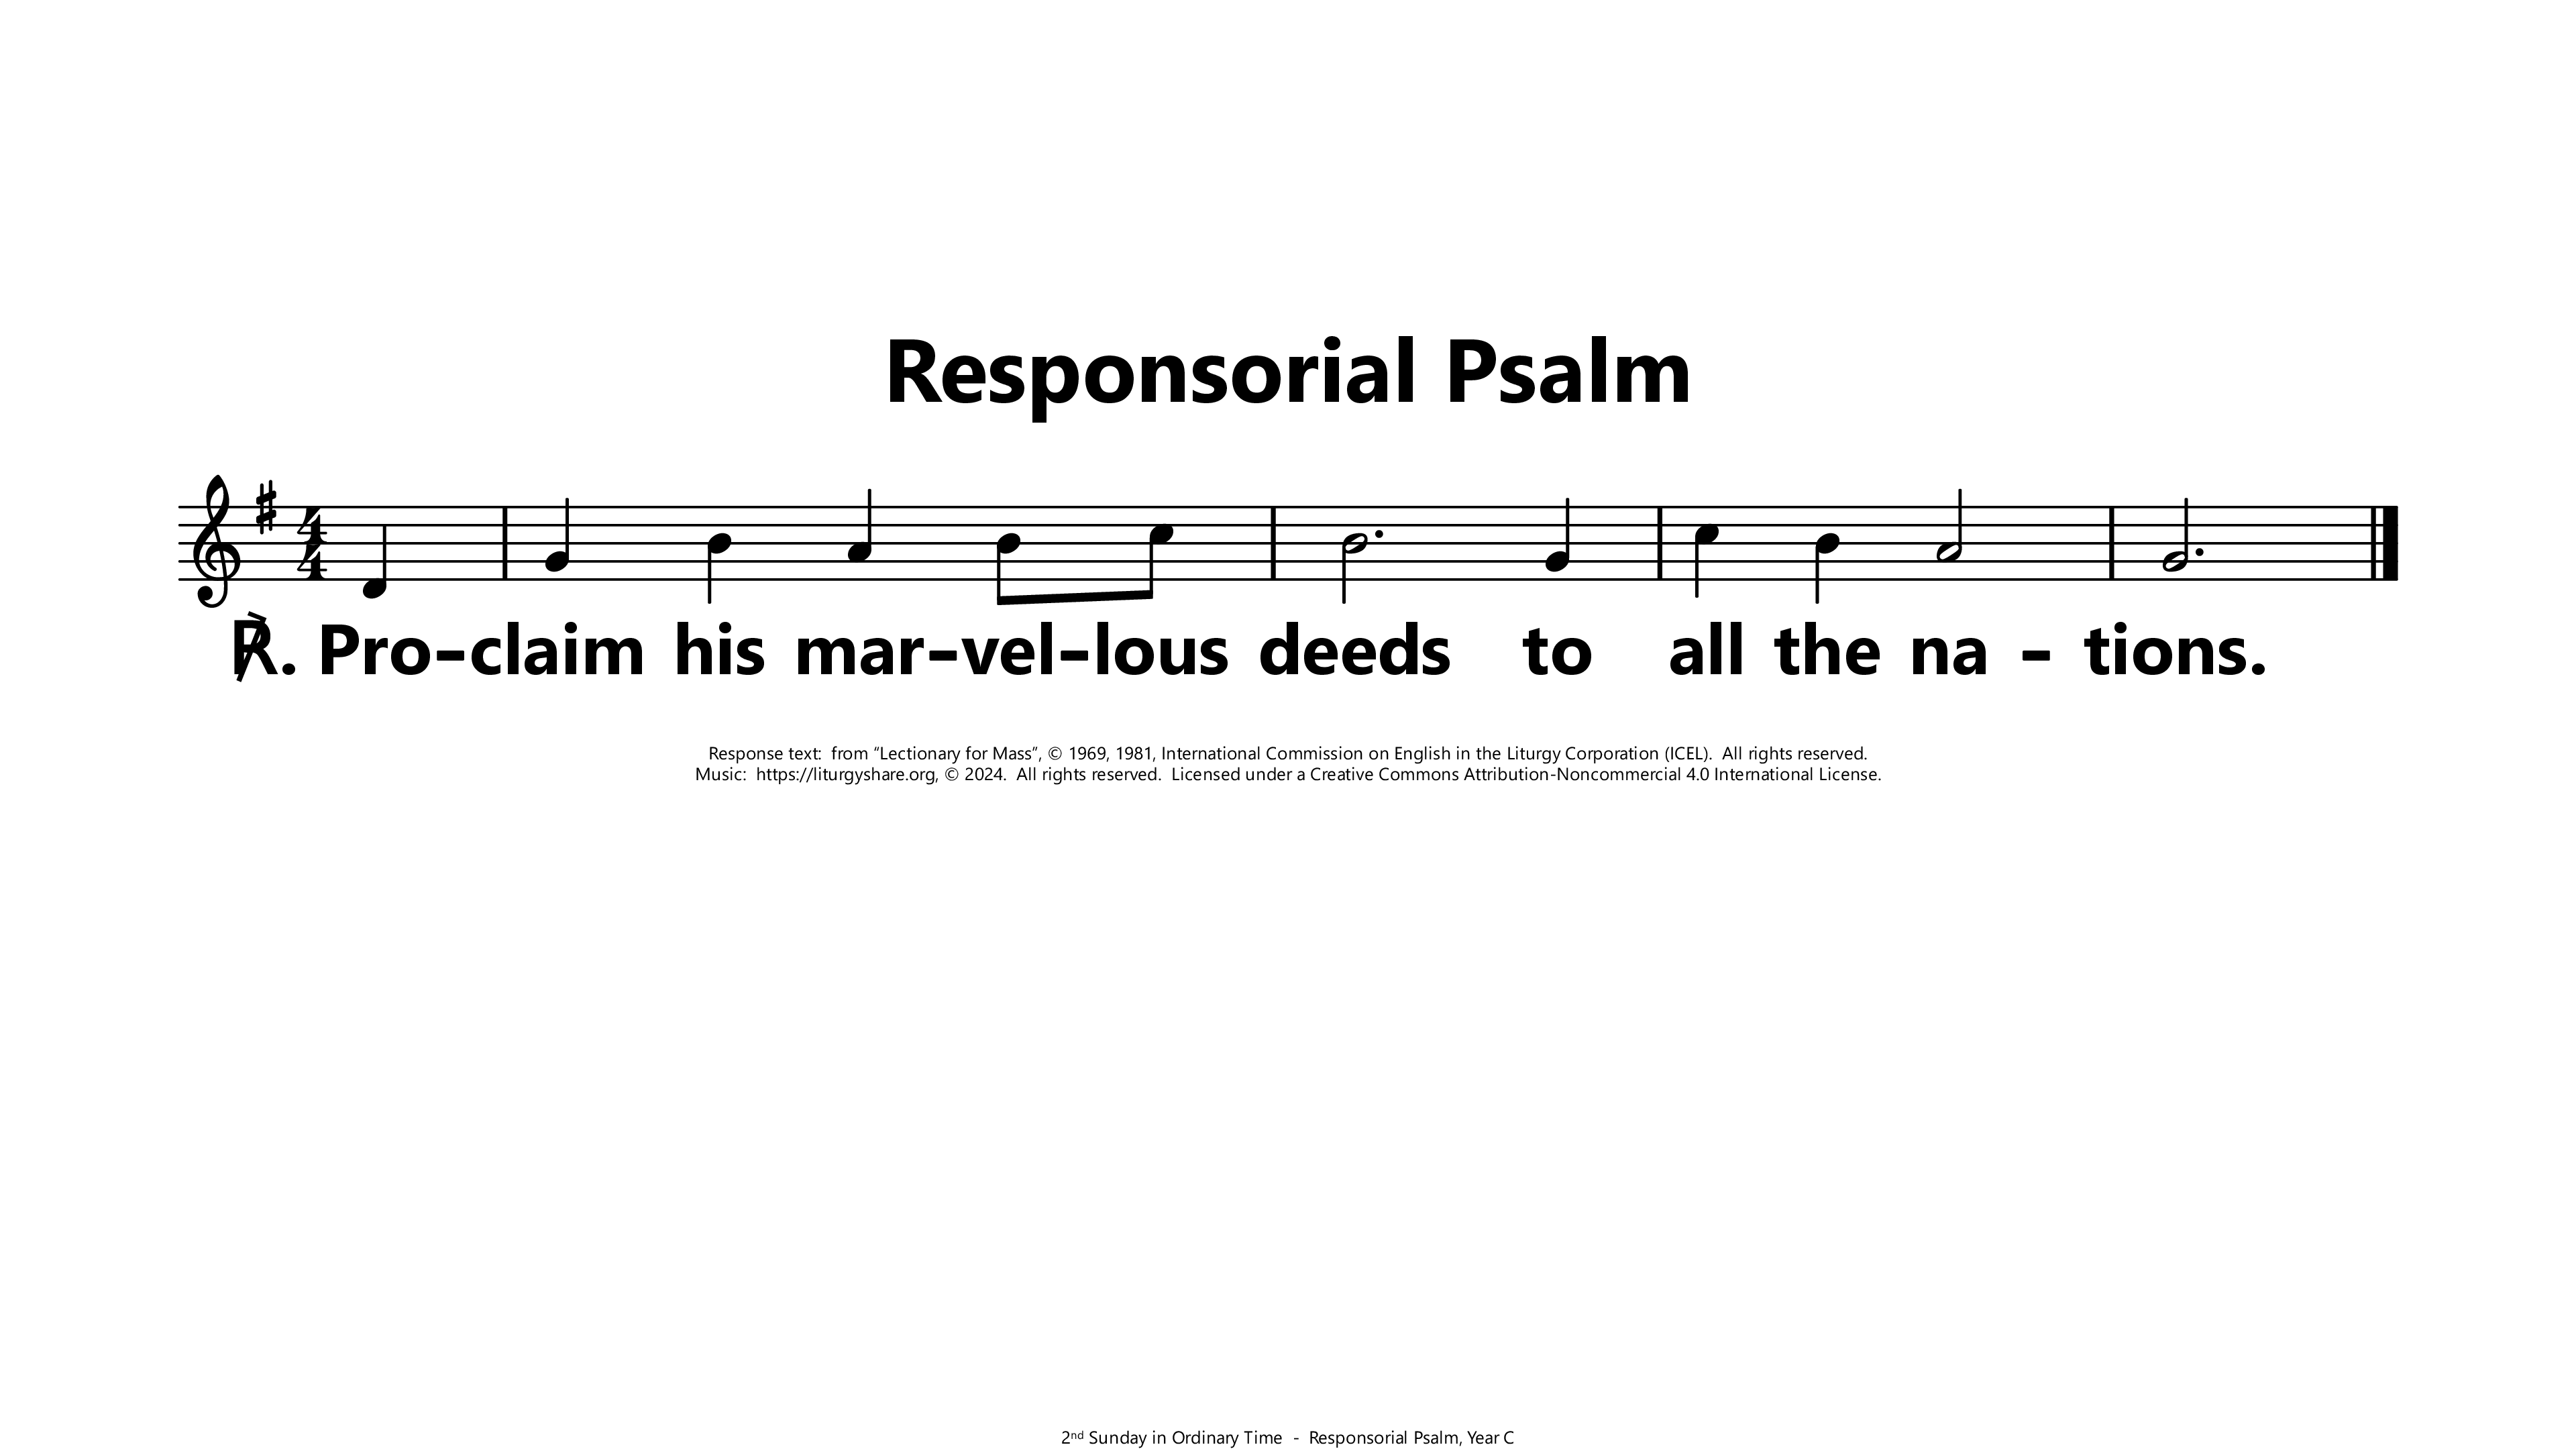 Responsorial Psalm
℟. Pro-claim his mar-vel-lous deeds to all the na - tions.
Response text:  from “Lectionary for Mass”, © 1969, 1981, International Commission on English in the Liturgy Corporation (ICEL).  All rights reserved.
Music:  https://liturgyshare.org, © 2024.  All rights reserved.  Licensed under a Creative Commons Attribution-Noncommercial 4.0 International License.
2nd Sunday in Ordinary Time  -  Responsorial Psalm, Year C